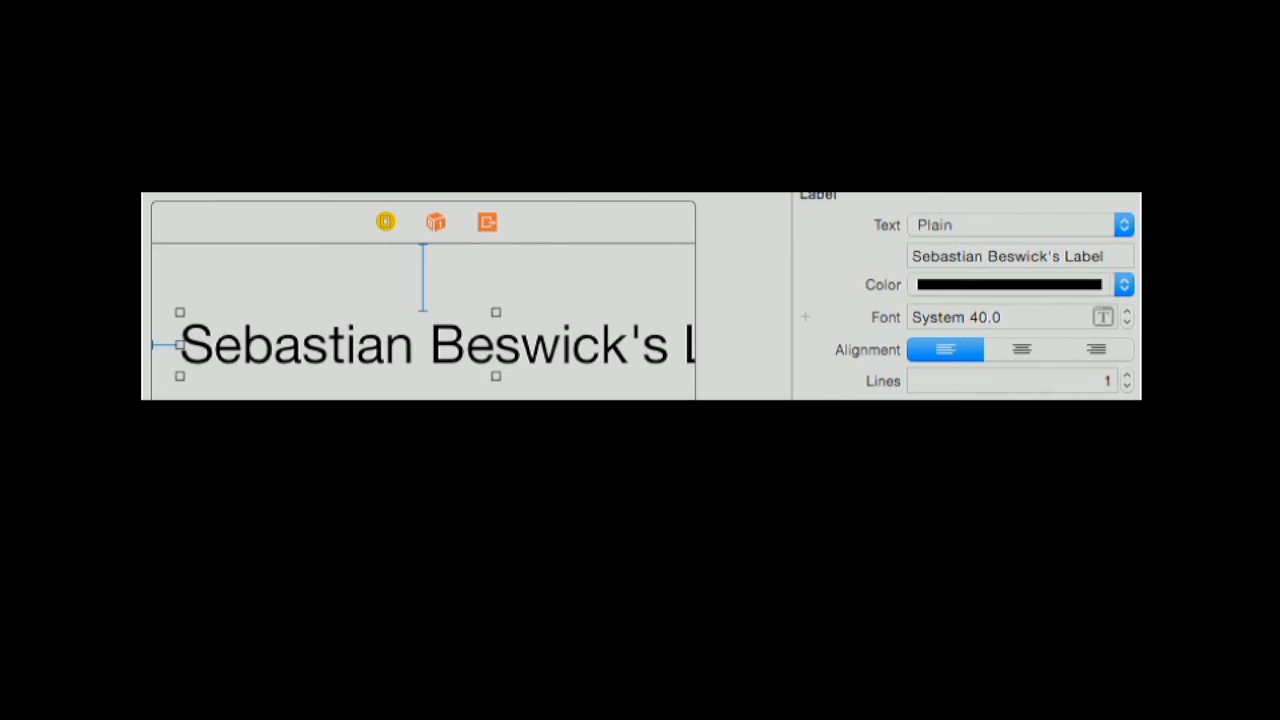 Label
Text Plain
Sebastian Beswick's Label
Color
Font System 40.0 T
Alignment
Lines 1
Sebastian Beswick's L